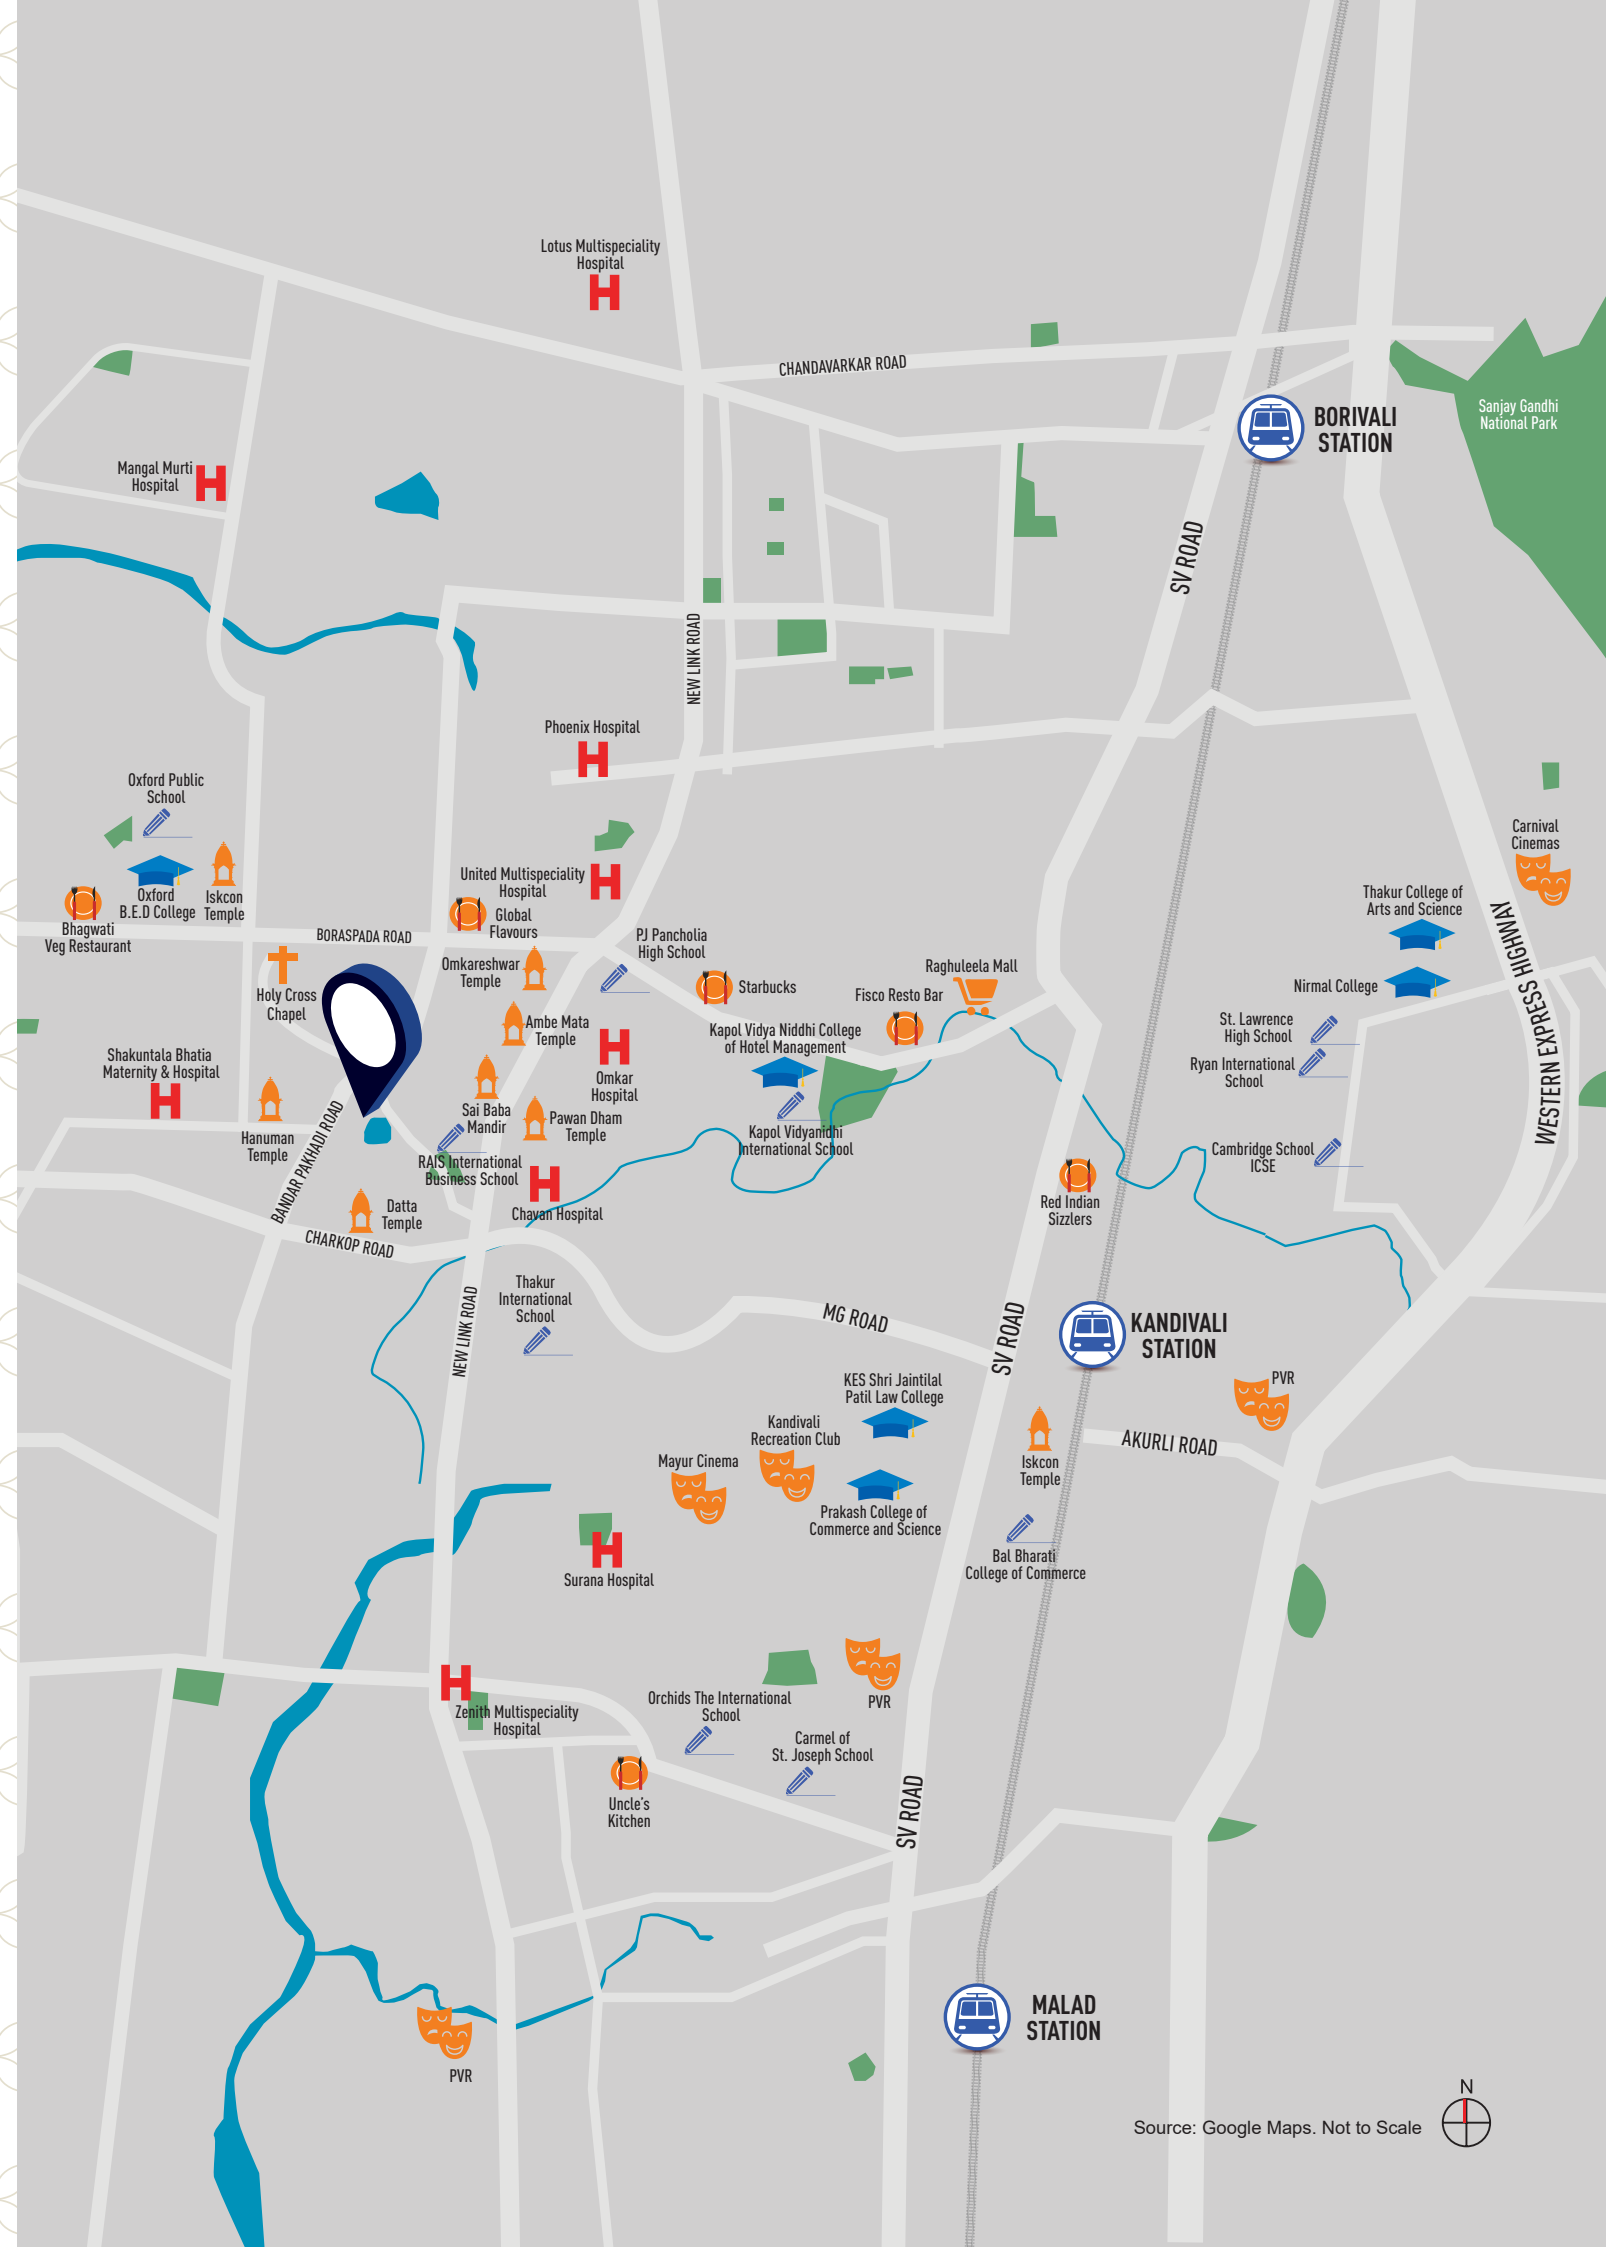 Lotus Multispeciality
Hospital
CHANDAVARKAR ROAD
BORIVALI
STATION
Sanjay Gandhi
National Park
Mangal Murti
Hospital
SV ROAD
NEW LINK ROAD
Phoenix Hospital
Oxford Public
School
Carnival
Cinemas
United Multispeciality
Hospital
Oxford
B.E.D College
Iskcon
Temple
Thakur College of
Arts and Science
Bhagwati
Veg Restaurant
BORASPADA ROAD
Global
Flavours
PJ Pancholia
High School
WESTERN EXPRESS HIGHWAY
Omkareshwar
Temple
Starbucks
Raghuleela Mall
Nirmal College
Holy Cross
Chapel
Fisco Resto Bar
Ambe Mata
Temple
Kapol Vidya Niddhi College
of Hotel Management
St. Lawrence
High School
Shakuntala Bhatia
Maternity & Hospital
Omkar
Hospital
Ryan International
School
Sai Baba
Mandir
Pawan Dham
Temple
Hanuman
Temple
Kapol Vidyanidhi
International School
Cambridge School
ICSE
BANDAR PAKHADI ROAD
RAIS International
Business School
Datta
Temple
Chavan Hospital
Red Indian
Sizzlers
CHARKOP ROAD
Thakur
International
School
NEW LINK ROAD
MG ROAD
SV ROAD
KANDIVALI
STATION
KES Shri Jaintilal
Patil Law College
PVR
Kandivali
Recreation Club
AKURLI ROAD
Mayur Cinema
Iskcon
Temple
Prakash College of
Commerce and Science
Bal Bharati
College of Commerce
Surana Hospital
Zenith Multispeciality
Hospital
Orchids The International
School
PVR
Carmel of
St. Joseph School
Uncle's
Kitchen
SV ROAD
MALAD
STATION
PVR
N
Source: Google Maps. Not to Scale